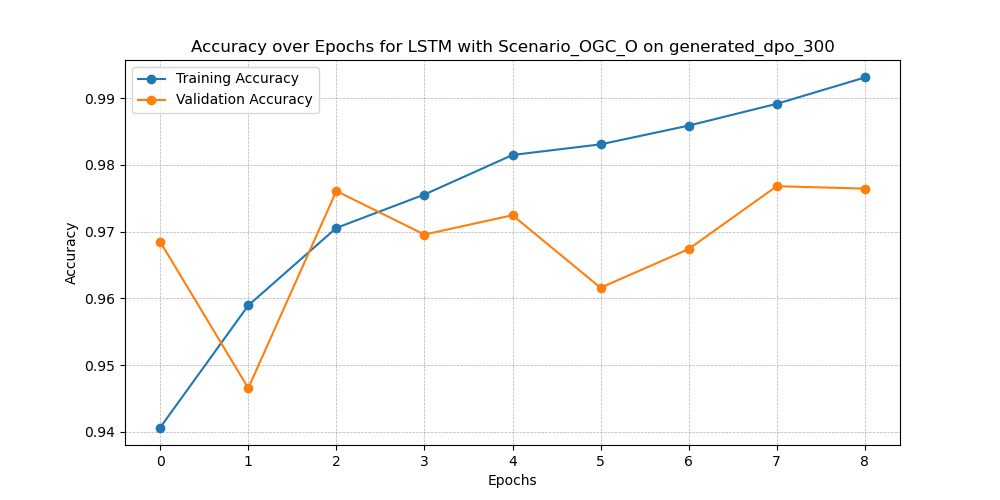 Accuracy over Epochs for LSTM with Scenario_OGC_O on generated_dpo_300
Training Accuracy
Validation Accuracy
0.99
0.98
0.97
0.96
0.95
0.94
Accuracy
0 1 2 3 4 5 6 7 8
Epochs